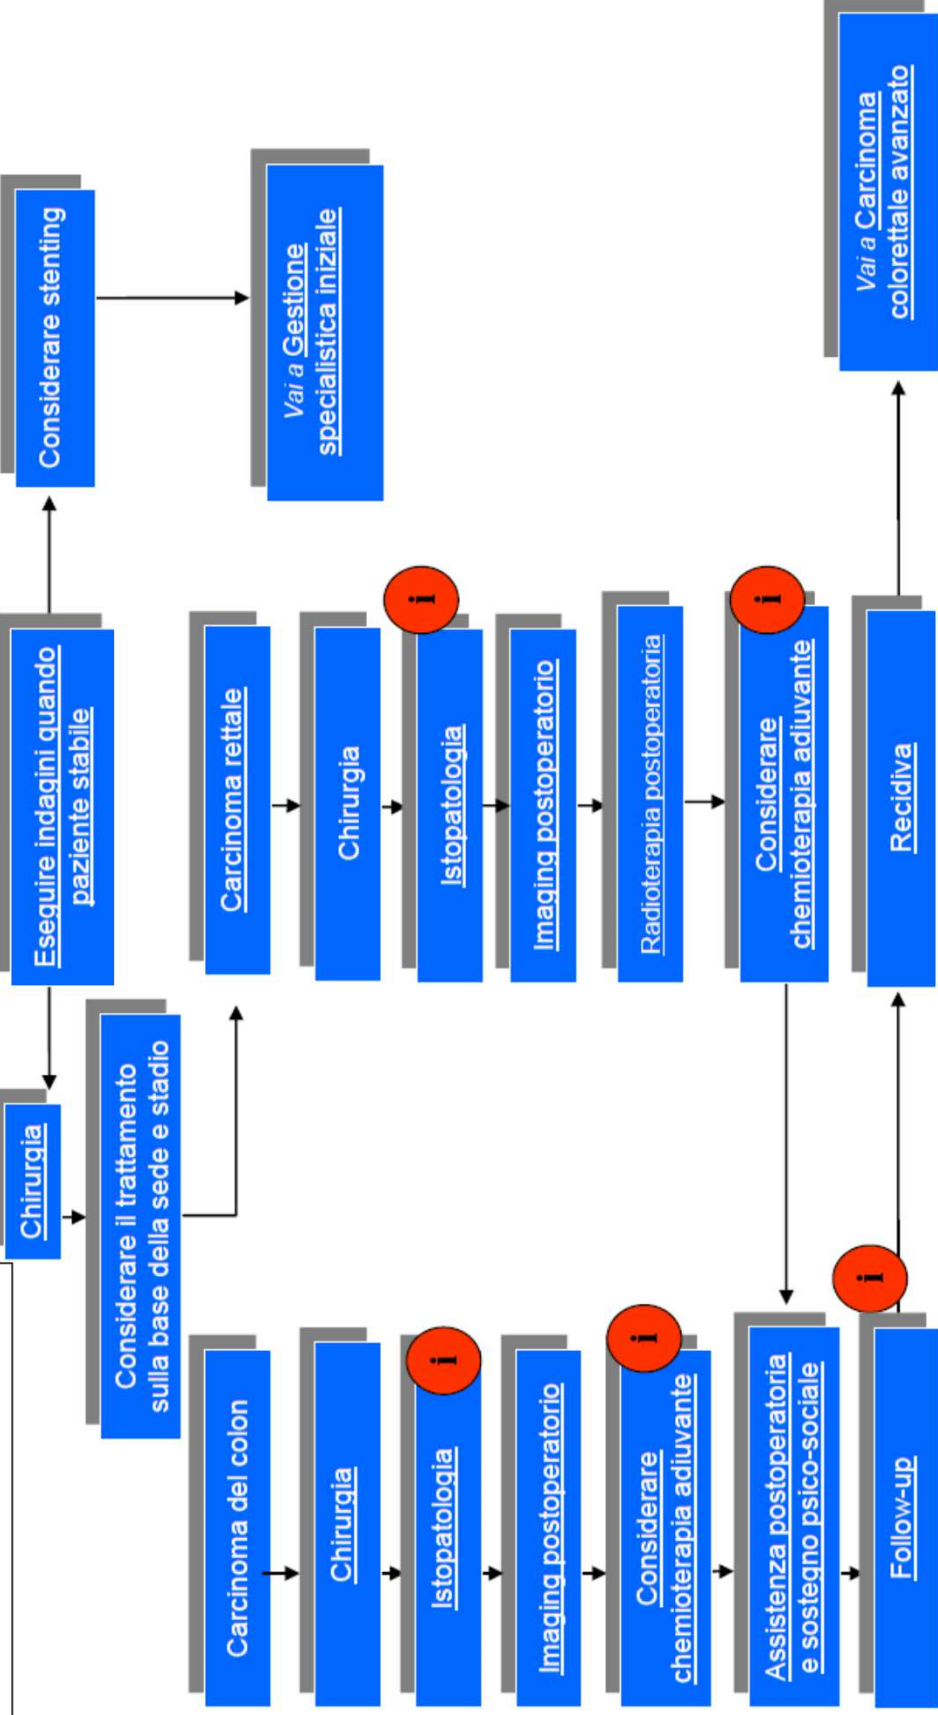 Chirurgia
Eseguire indagini quando
paziente stabile
Considerare stenting
Considerare il trattamento
sulla base della sede e stadio
Vai a Gestione
specialistica iniziale
Carcinoma del colon
Chirurgia
Istopatologia
i
Imaging postoperatorio
Considerare
chemioterapia adiuvante
i
Assistenza postoperatoria
e sostegno psico-sociale
Follow-up
i
Carcinoma rettale
Chirurgia
Istopatologia
i
Imaging postoperatorio
Radioterapia postoperatoria
Considerare
chemioterapia adiuvante
i
Recidiva
Vai a Carcinoma
colorettale avanzato